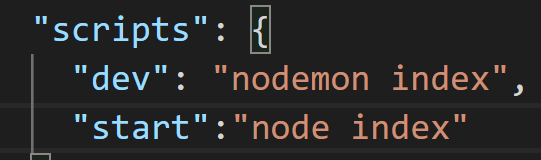 "scripts": {
"dev": "nodemon index",
"start":"node index"